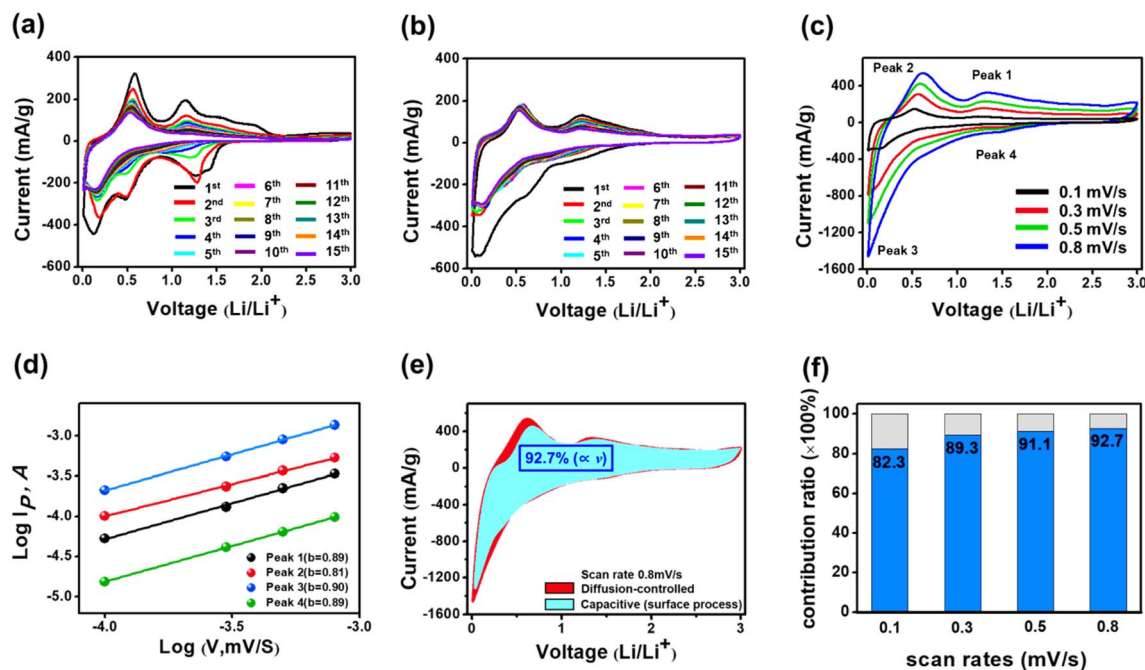 (a)
400
200
0
-200
-400
-600
Current (mA/g)
1st
2nd
3rd
4th
5th
6th
7th
8th
9th
10th
11th
12th
13th
14th
15th
0.0 0.5 1.0 1.5 2.0 2.5 3.0
Voltage (Li/Li+)
(b)
400
200
0
-200
-400
-600
Current (mA/g)
1st
2nd
3rd
4th
5th
6th
7th
8th
9th
10th
11th
12th
13th
14th
15th
0.0 0.5 1.0 1.5 2.0 2.5 3.0
Voltage (Li/Li+)
(c)
800
400
0
-400
-800
-1200
-1600
Current (mA/g)
Peak 2
Peak 1
Peak 4
Peak 3
0.1 mV/s
0.3 mV/s
0.5 mV/s
0.8 mV/s
0.0 0.5 1.0 1.5 2.0 2.5 3.0
Voltage (Li/Li+)
(d)
-3.0
-3.5
-4.0
-4.5
-5.0
Log IP, A
Peak 1(b=0.89)
Peak 2(b=0.81)
Peak 3(b=0.90)
Peak 4(b=0.89)
-4.0 -3.5 -3.0
Log (V,mV/S)
(e)
800
400
0
-400
-800
-1200
-1600
Current (mA/g)
92.7% (∝ ν)
Scan rate 0.8mV/s
Diffusion-controlled
Capacitive (surface process)
0 1 2 3
Voltage (Li/Li+)
(f)
100
80
60
40
20
0
contribution ratio (×100%)
82.3
89.3
91.1
92.7
0.1 0.3 0.5 0.8
scan rates (mV/s)